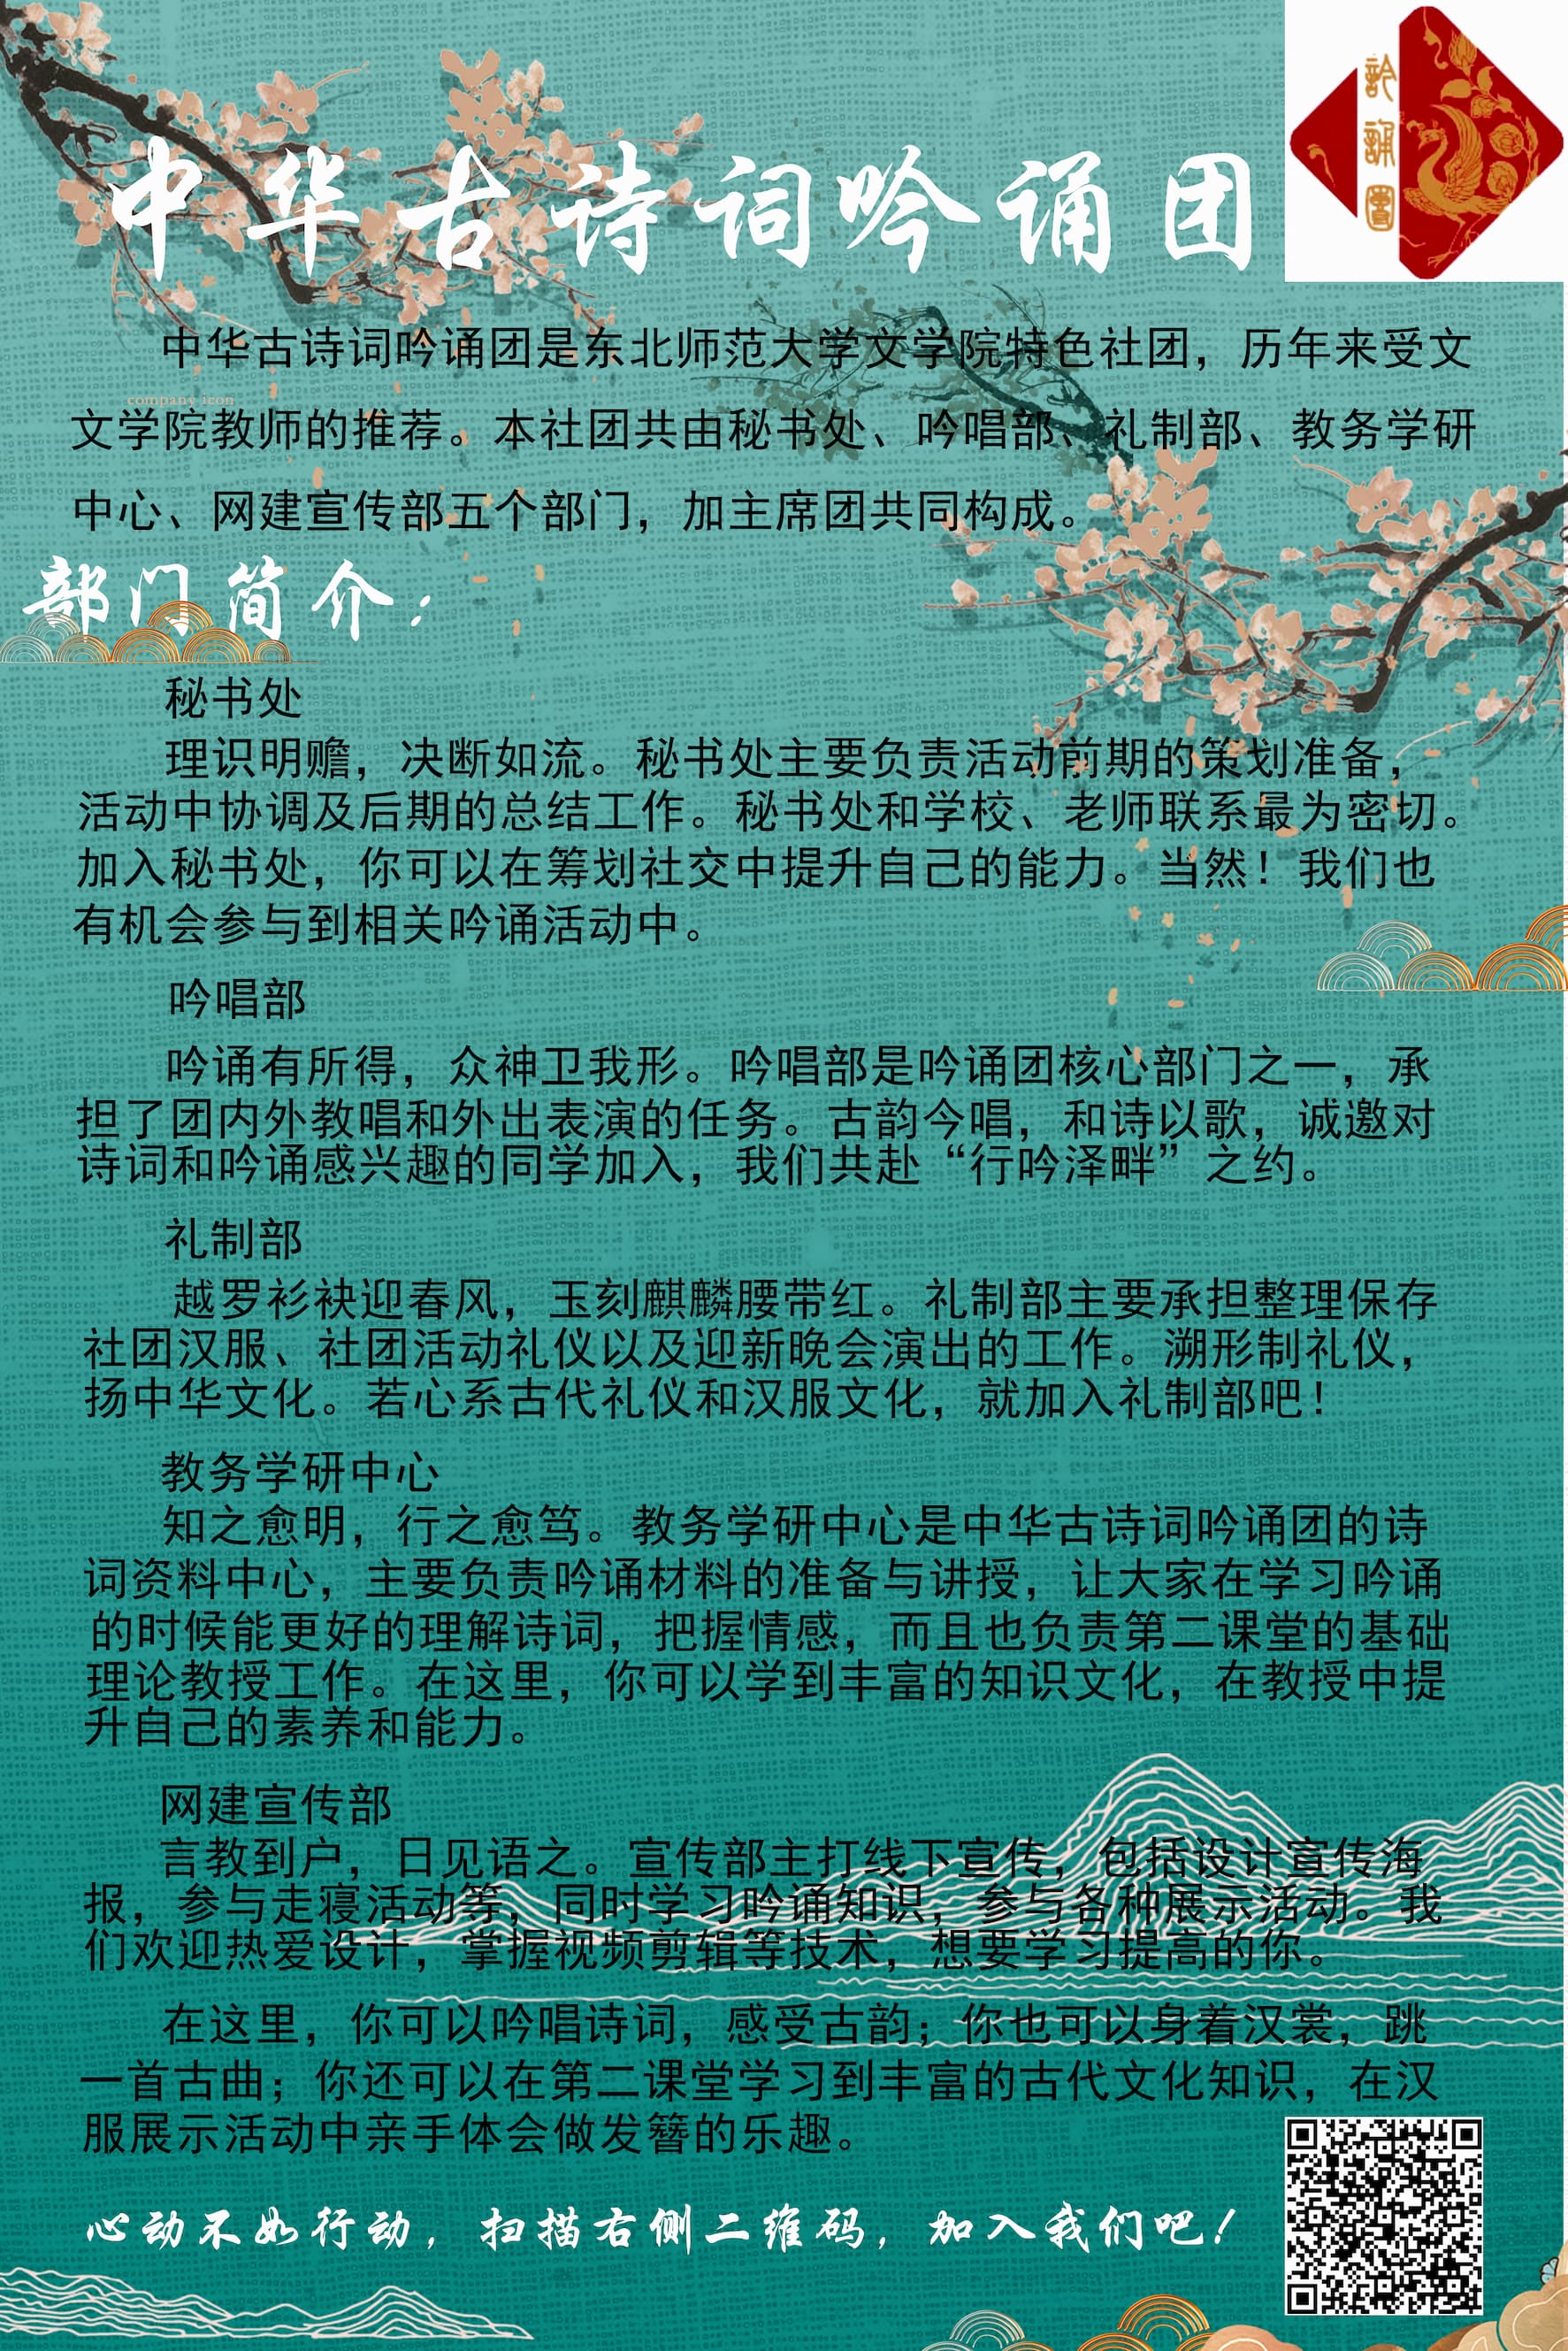 吟誦團
中华古诗词吟诵团
中华古诗词吟诵团是东北师范大学文学院特色社团，历年来受文
company icon
文学院教师的推荐。本社团共由秘书处、吟唱部、礼制部、教务学研
中心、网建宣传部五个部门，加主席团共同构成。
部门简介：
秘书处
理识明赡，决断如流。秘书处主要负责活动前期的策划准备，
活动中协调及后期的总结工作。秘书处和学校、老师联系最为密切。
加入秘书处，你可以在筹划社交中提升自己的能力。当然！我们也
有机会参与到相关吟诵活动中。
吟唱部
吟诵有所得，众神卫我形。吟唱部是吟诵团核心部门之一，承
担了团内外教唱和外出表演的任务。古韵今唱，和诗以歌，诚邀对
诗词和吟诵感兴趣的同学加入，我们共赴“行吟泽畔”之约。
礼制部
越罗衫袂迎春风，玉刻麒麟腰带红。礼制部主要承担整理保存
社团汉服、社团活动礼仪以及迎新晚会演出的工作。溯形制礼仪，
扬中华文化。若心系古代礼仪和汉服文化，就加入礼制部吧！
教务学研中心
知之愈明，行之愈笃。教务学研中心是中华古诗词吟诵团的诗
词资料中心，主要负责吟诵材料的准备与讲授，让大家在学习吟诵
的时候能更好的理解诗词，把握情感，而且也负责第二课堂的基础
理论教授工作。在这里，你可以学到丰富的知识文化，在教授中提
升自己的素养和能力。
网建宣传部
言教到户，日见语之。宣传部主打线下宣传，包括设计宣传海
报，参与走寝活动等，同时学习吟诵知识，参与各种展示活动。我
们欢迎热爱设计，掌握视频剪辑等技术，想要学习提高的你。
在这里，你可以吟唱诗词，感受古韵；你也可以身着汉裳，跳
一首古曲；你还可以在第二课堂学习到丰富的古代文化知识，在汉
服展示活动中亲手体会做发簪的乐趣。
心动不如行动，扫描右侧二维码，加入我们吧！